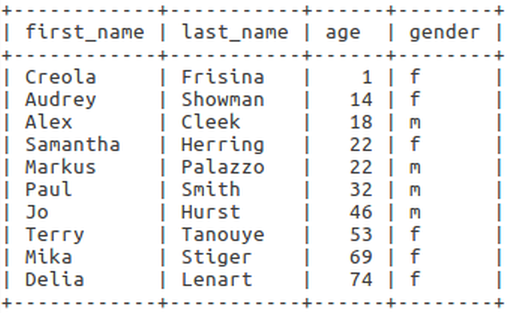 +------------+-----------+------+--------+
| first_name | last_name | age  | gender |
+------------+-----------+------+--------+
| Creola     | Frisina   |    1 | f      |
| Audrey     | Showman   |   14 | f      |
| Alex       | Cleek     |   18 | m      |
| Samantha   | Herring   |   22 | f      |
| Markus     | Palazzo   |   22 | m      |
| Paul       | Smith     |   32 | m      |
| Jo         | Hurst     |   46 | m      |
| Terry      | Tanouye   |   53 | f      |
| Mika       | Stiger    |   69 | f      |
| Delia      | Lenart    |   74 | f      |
+------------+-----------+------+--------+